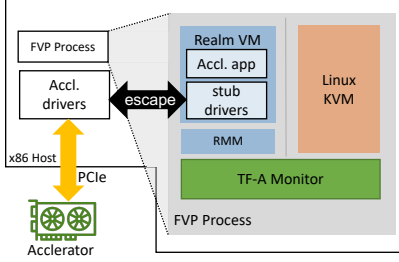 FVP Process
Accl.
drivers
x86 Host
PCIe
Acclerator
escape
Realm VM
Accl. app
stub
drivers
RMM
Linux
KVM
TF-A Monitor
FVP Process